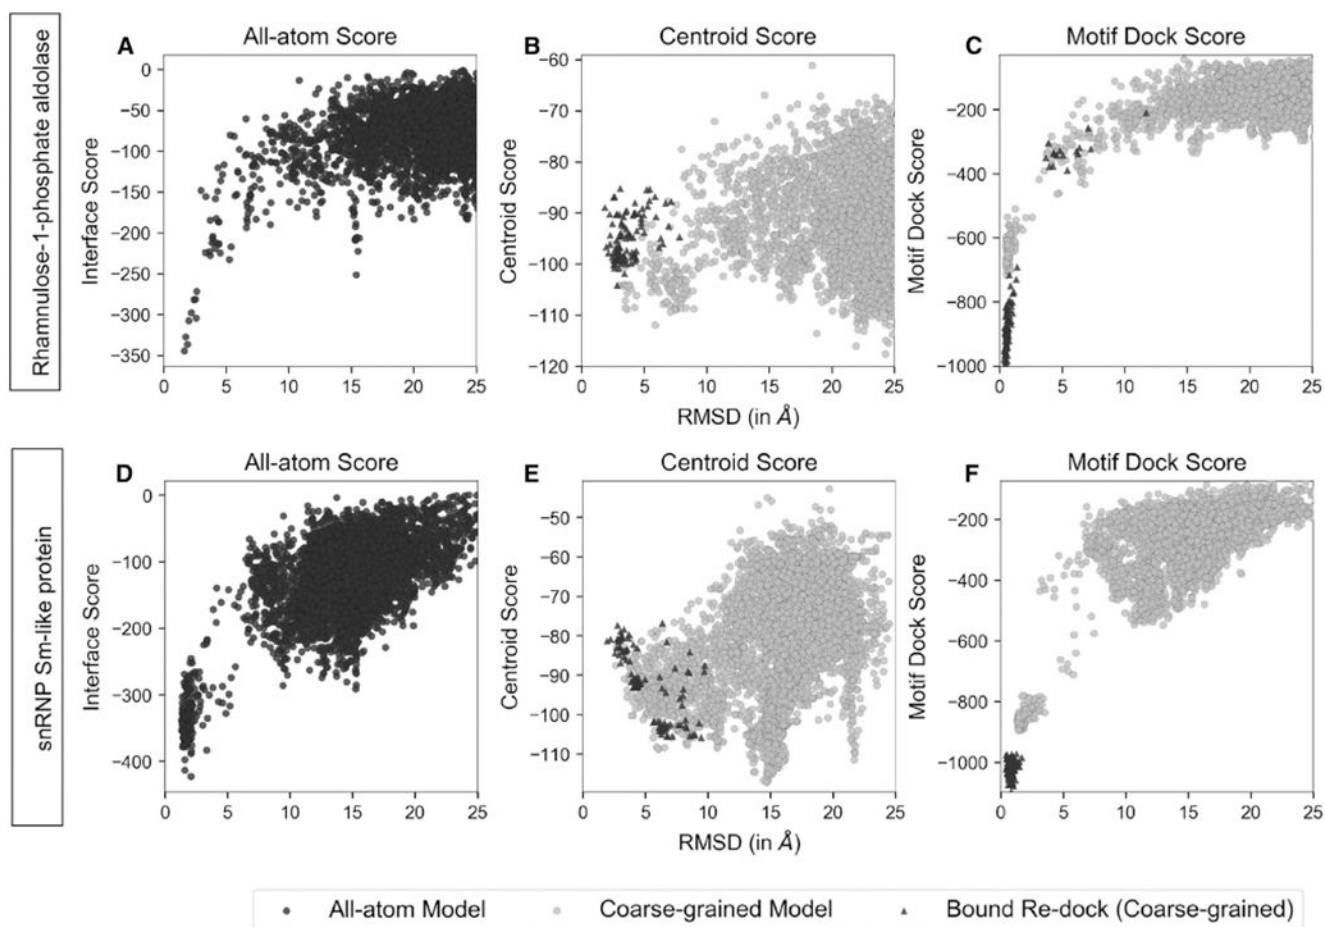 A
All-atom Score
B
Centroid Score
C
Motif Dock Score
Rhamnulose-1-phosphate aldolase
Interface Score
0
−50
−100
−150
−200
−250
−300
−350
0 5 10 15 20 25
Centroid Score
−60
−70
−80
−90
−100
−110
−120
0 5 10 15 20 25
RMSD (in Å)
Motif Dock Score
−200
−400
−600
−800
−1000
0 5 10 15 20 25
D
All-atom Score
E
Centroid Score
F
Motif Dock Score
snRNP Sm-like protein
Interface Score
0
−100
−200
−300
−400
0 5 10 15 20 25
Centroid Score
−50
−60
−70
−80
−90
−100
−110
0 5 10 15 20 25
RMSD (in Å)
Motif Dock Score
−200
−400
−600
−800
−1000
0 5 10 15 20 25
All-atom Model
Coarse-grained Model
Bound Re-dock (Coarse-grained)